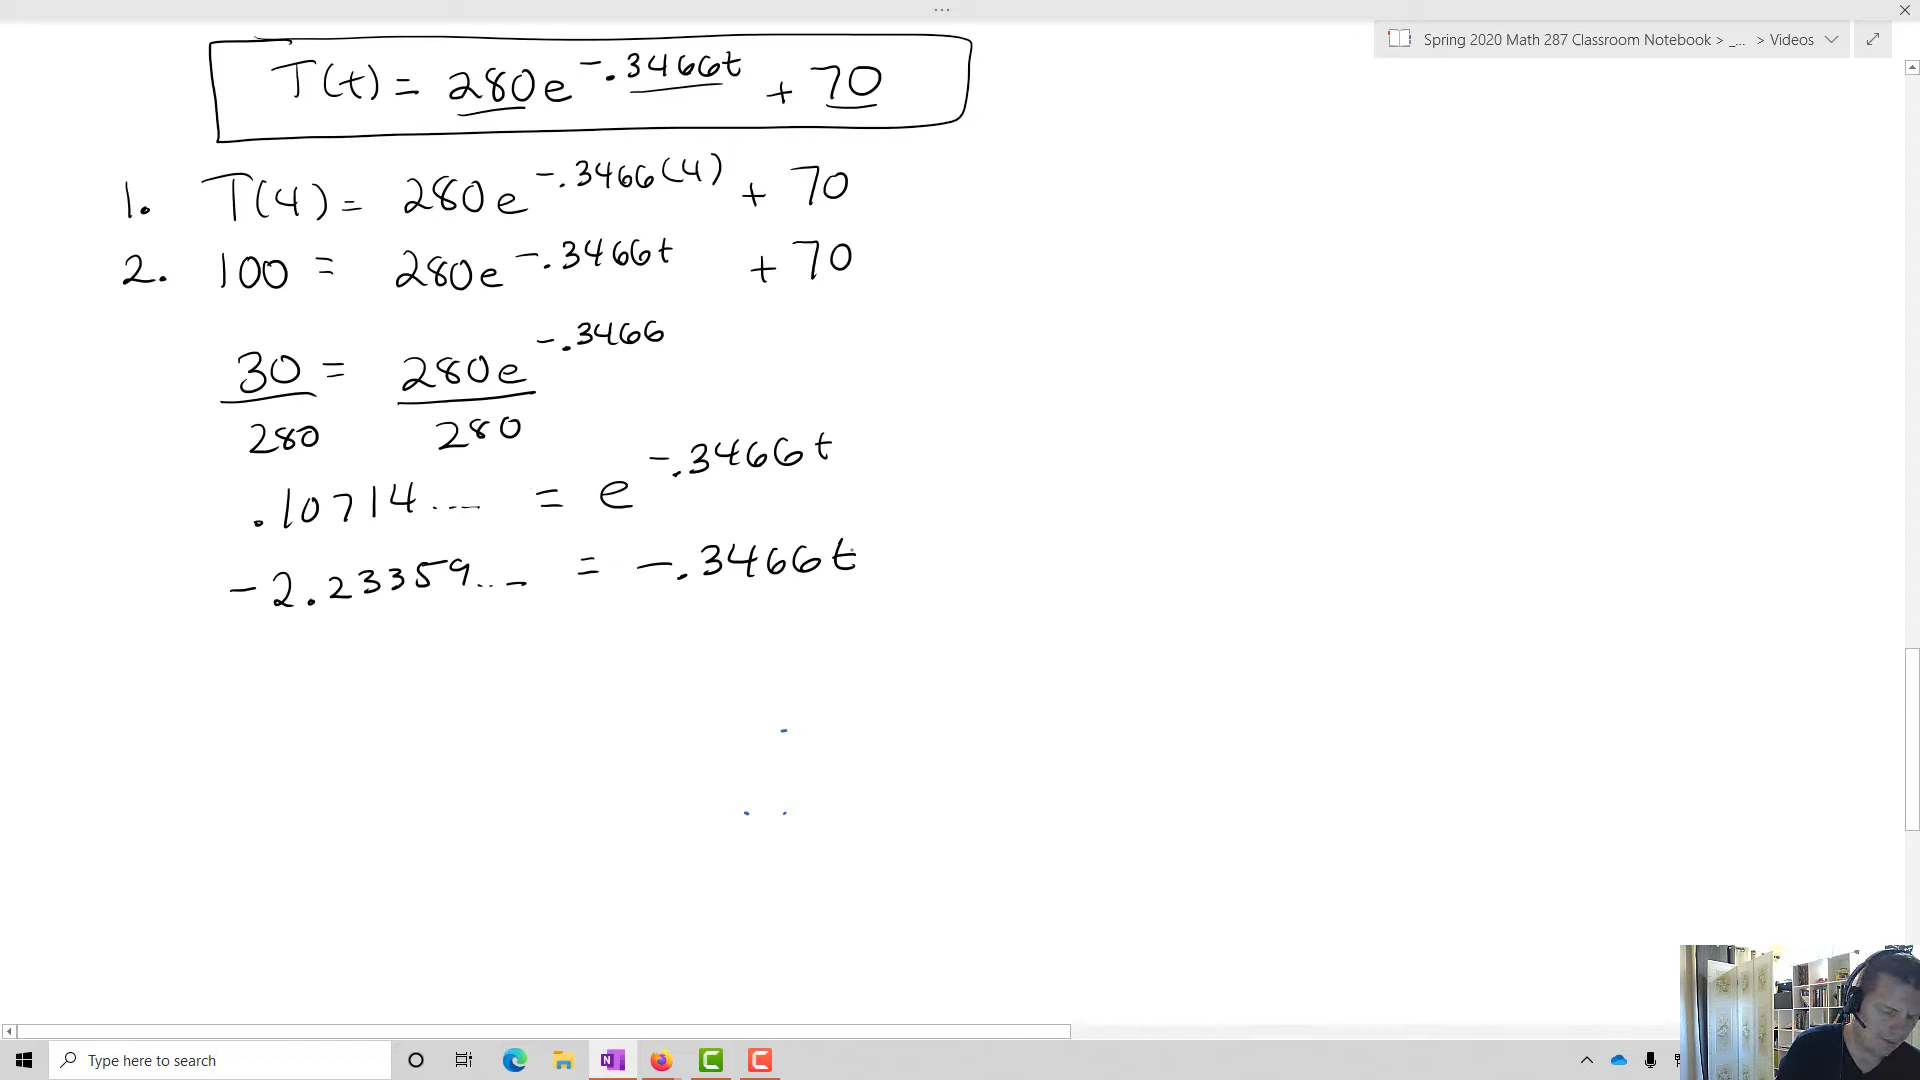 Spring 2020 Math 287 Classroom Notebook > _... > Videos
T(t) = 280e^-.3466t + 70
1. T(4) = 280e^-.3466(4) + 70
2. 100 = 280e^-.3466t + 70
30/280 = 280e^-.3466/280
.10714... = e^-.3466t
-2.23359... = -.3466t
Type here to search